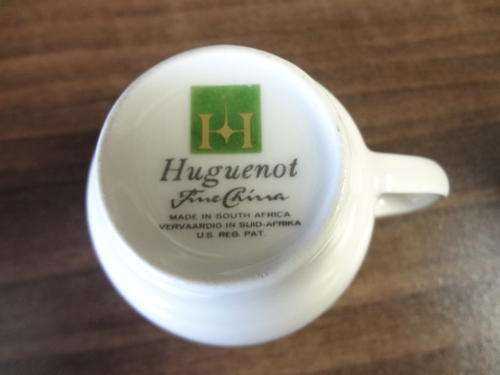 H
Huguenot
Fine China
MADE IN SOUTH AFRICA
VERVAARDIG IN SUID-AFRIKA
U.S. REG. PAT.